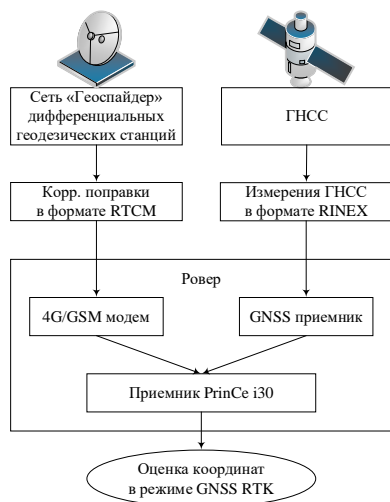 Сеть «Геоспайдер»
дифференциальных
геодезических станций
ГНСС
Корр. поправки
в формате RTCM
Измерения ГНСС
в формате RINEX
Ровер
4G/GSM модем
GNSS приемник
Приемник PrinCe i30
Оценка координат
в режиме GNSS RTK